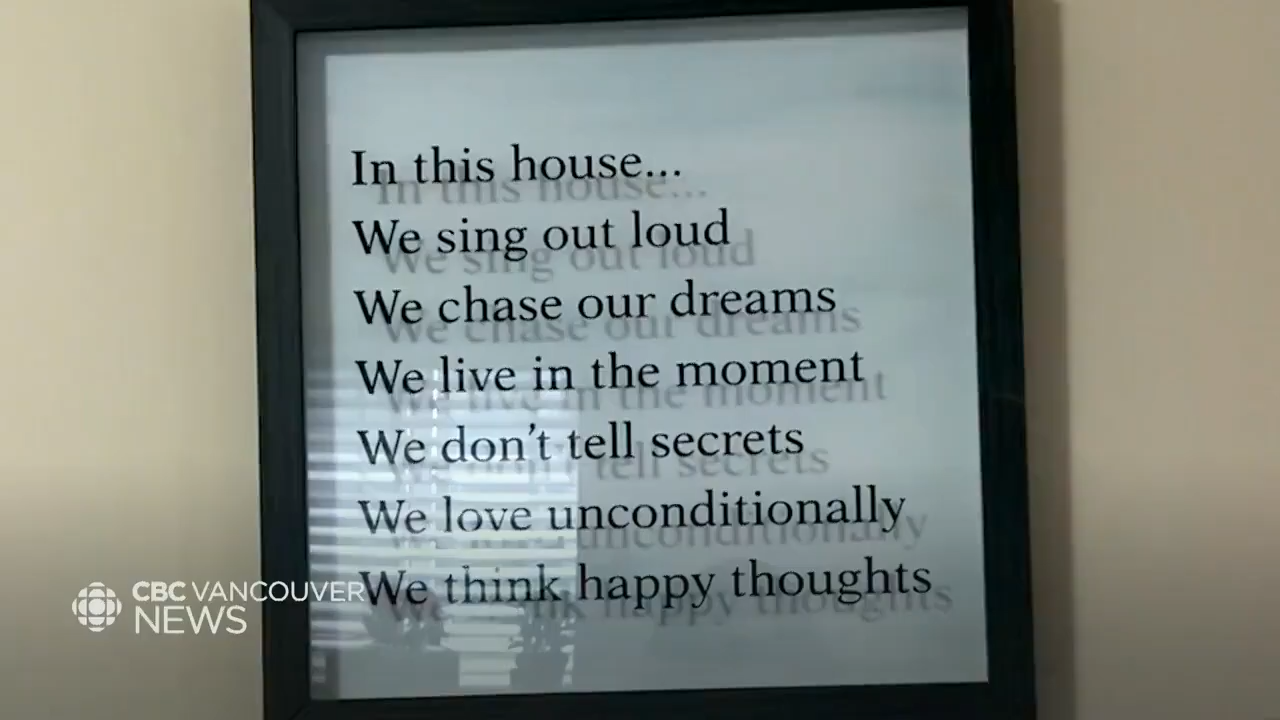 In this house...
We sing out loud
We chase our dreams
We live in the moment
We don't tell secrets
We love unconditionally
We think happy thoughts
CBC VANCOUVER
NEWS